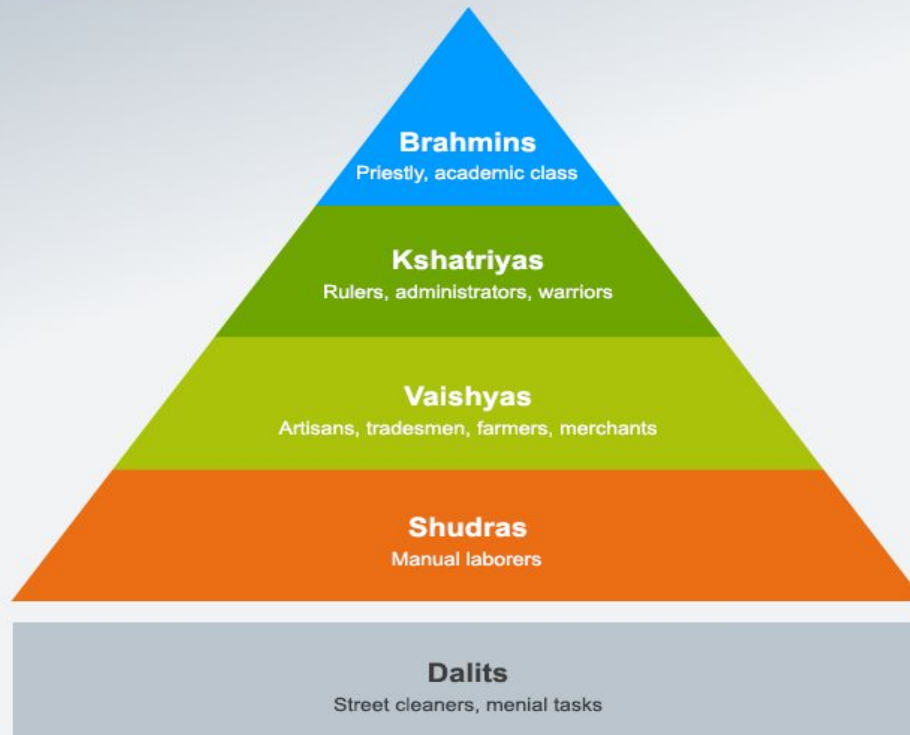 Brahmins
Priestly, academic class
Kshatriyas
Rulers, administrators, warriors
Vaishyas
Artisans, tradesmen, farmers, merchants
Shudras
Manual laborers
Dalits
Street cleaners, menial tasks